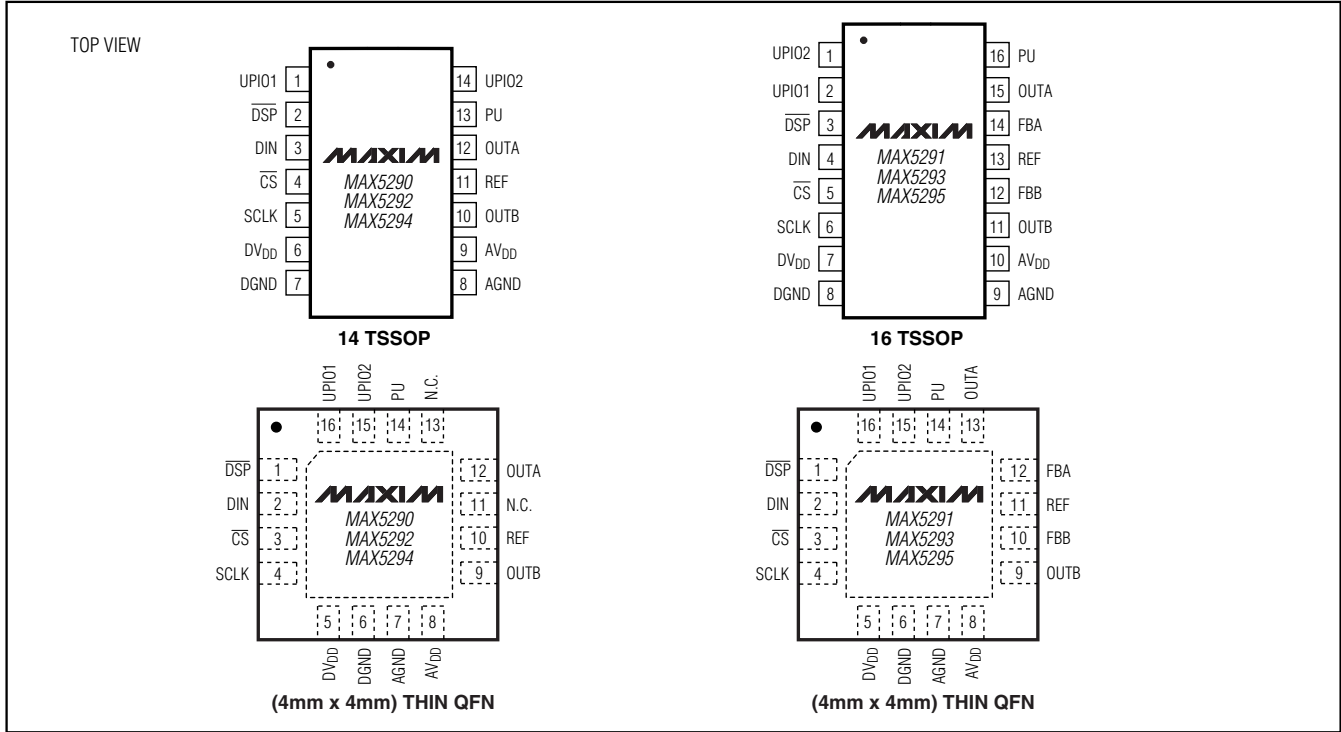 TOP VIEW
UPIO1 1 14 UPIO2
DSP 2 13 PU
DIN 3 12 OUTA
CS 4 11 REF
SCLK 5 10 OUTB
DVDD 6 9 AVDD
DGND 7 8 AGND
MAXIM
MAX5290
MAX5292
MAX5294
14 TSSOP
UPIO2 1 16 PU
UPIO1 2 15 OUTA
DSP 3 14 FBA
DIN 4 13 REF
CS 5 12 FBB
SCLK 6 11 OUTB
DVDD 7 10 AVDD
DGND 8 9 AGND
MAXIM
MAX5291
MAX5293
MAX5295
16 TSSOP
UPIO1 UPIO2 PU N.C.
16 15 14 13
DSP 1 12 OUTA
DIN 2 11 N.C.
CS 3 10 REF
SCLK 4 9 OUTB
MAXIM
MAX5290
MAX5292
MAX5294
5 6 7 8
DVDD DGND AGND AVDD
(4mm x 4mm) THIN QFN
UPIO1 UPIO2 PU OUTA
16 15 14 13
DSP 1 12 FBA
DIN 2 11 REF
CS 3 10 FBB
SCLK 4 9 OUTB
MAXIM
MAX5291
MAX5293
MAX5295
5 6 7 8
DVDD DGND AGND AVDD
(4mm x 4mm) THIN QFN